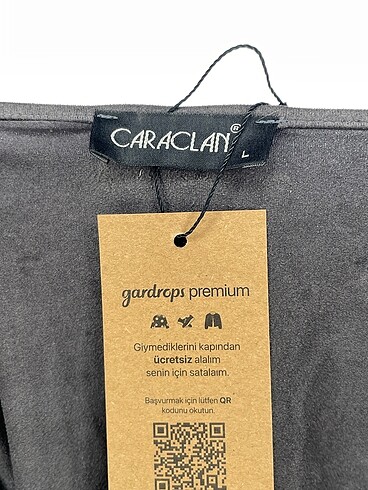 CARACLAN®
L
gardrops premium
Giymediklerini kapından
ücretsiz alalım
senin için satalım.
Başvurmak için lütfen QR
kodunu okutun.